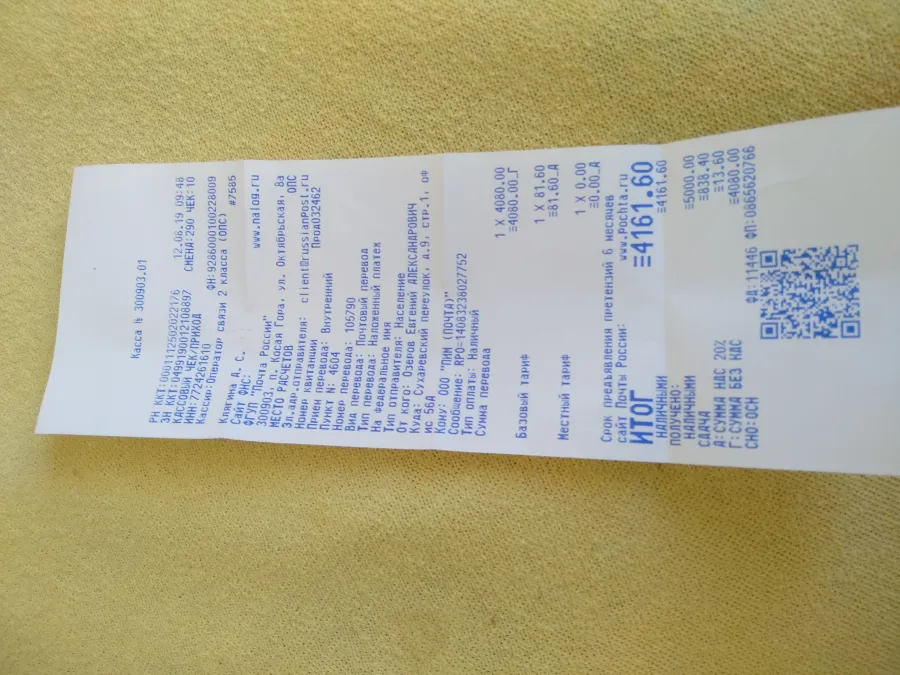 Касса № 300903.01
РН ККТ:0001112502022176 12.06.19 09:48
ЗН ККТ:0499190012108897 СМЕНА:290 ЧЕК:10
КАССОВЫЙ ЧЕК/ПРИХОД
ИНН:7724261610 ФН:9286000100228009
Кассир:Оператор связи 2 класса (ОПС) #7585
Клягина А. С.
Сайт ФНС: www.nalog.ru
ФГУП "Почта России"
300903, п. Косая Гора, ул. Октябрьская, 8а
МЕСТО РАСЧЕТОВ ОПС
Эл.адр.отправителя: client@russianPost.ru
№ квитанции ПРОД032462
Прием перевода: Внутренний
Пункт N: 4604
Номер перевода: 105790
Вид перевода: Почтовый перевод
Тип перевода: Наложенный платеж
На федеральное имя
Тип отправителя: Население
От кого: Озеров Евгений АЛЕКСАНДРОВИЧ
Куда: Сухаревский переулок, д.9, стр.1, оф
ис 56Д
Кому: ООО "ПИМ (ПОЧТА)"
Сообщение: RPO-14083238027752
Тип оплаты: Наличный
Сумма перевода
1 X 4080.00
≡4080.00_Г
Базовый тариф
1 X 81.60
≡81.60_А
Местный тариф
1 X 0.00
≡0.00_А
Срок предъявления претензий 6 месяцев
сайт Почты России: www.Pochta.ru
ИТОГ ≡4161.60
НАЛИЧНЫМИ ≡4161.60
ПОЛУЧЕНО:
НАЛИЧНЫМИ ≡5000.00
СДАЧА ≡838.40
А:СУММА НДС 20% ≡13.60
Г:СУММА БЕЗ НДС ≡4080.00
СНО:ОСН ФД:11446 ФП:0865620766